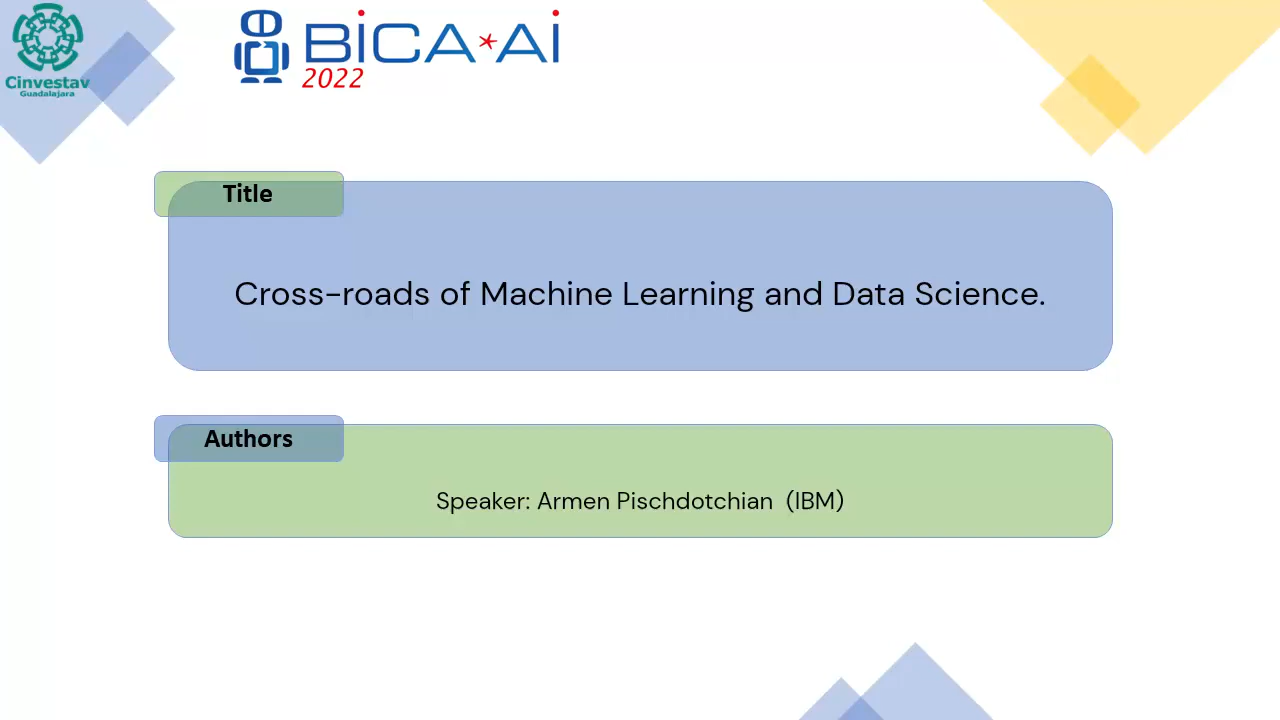 Cinvestav
Guadalajara
BiCA*Ai
2022
Title
Cross-roads of Machine Learning and Data Science.
Authors
Speaker: Armen Pischdotchian (IBM)